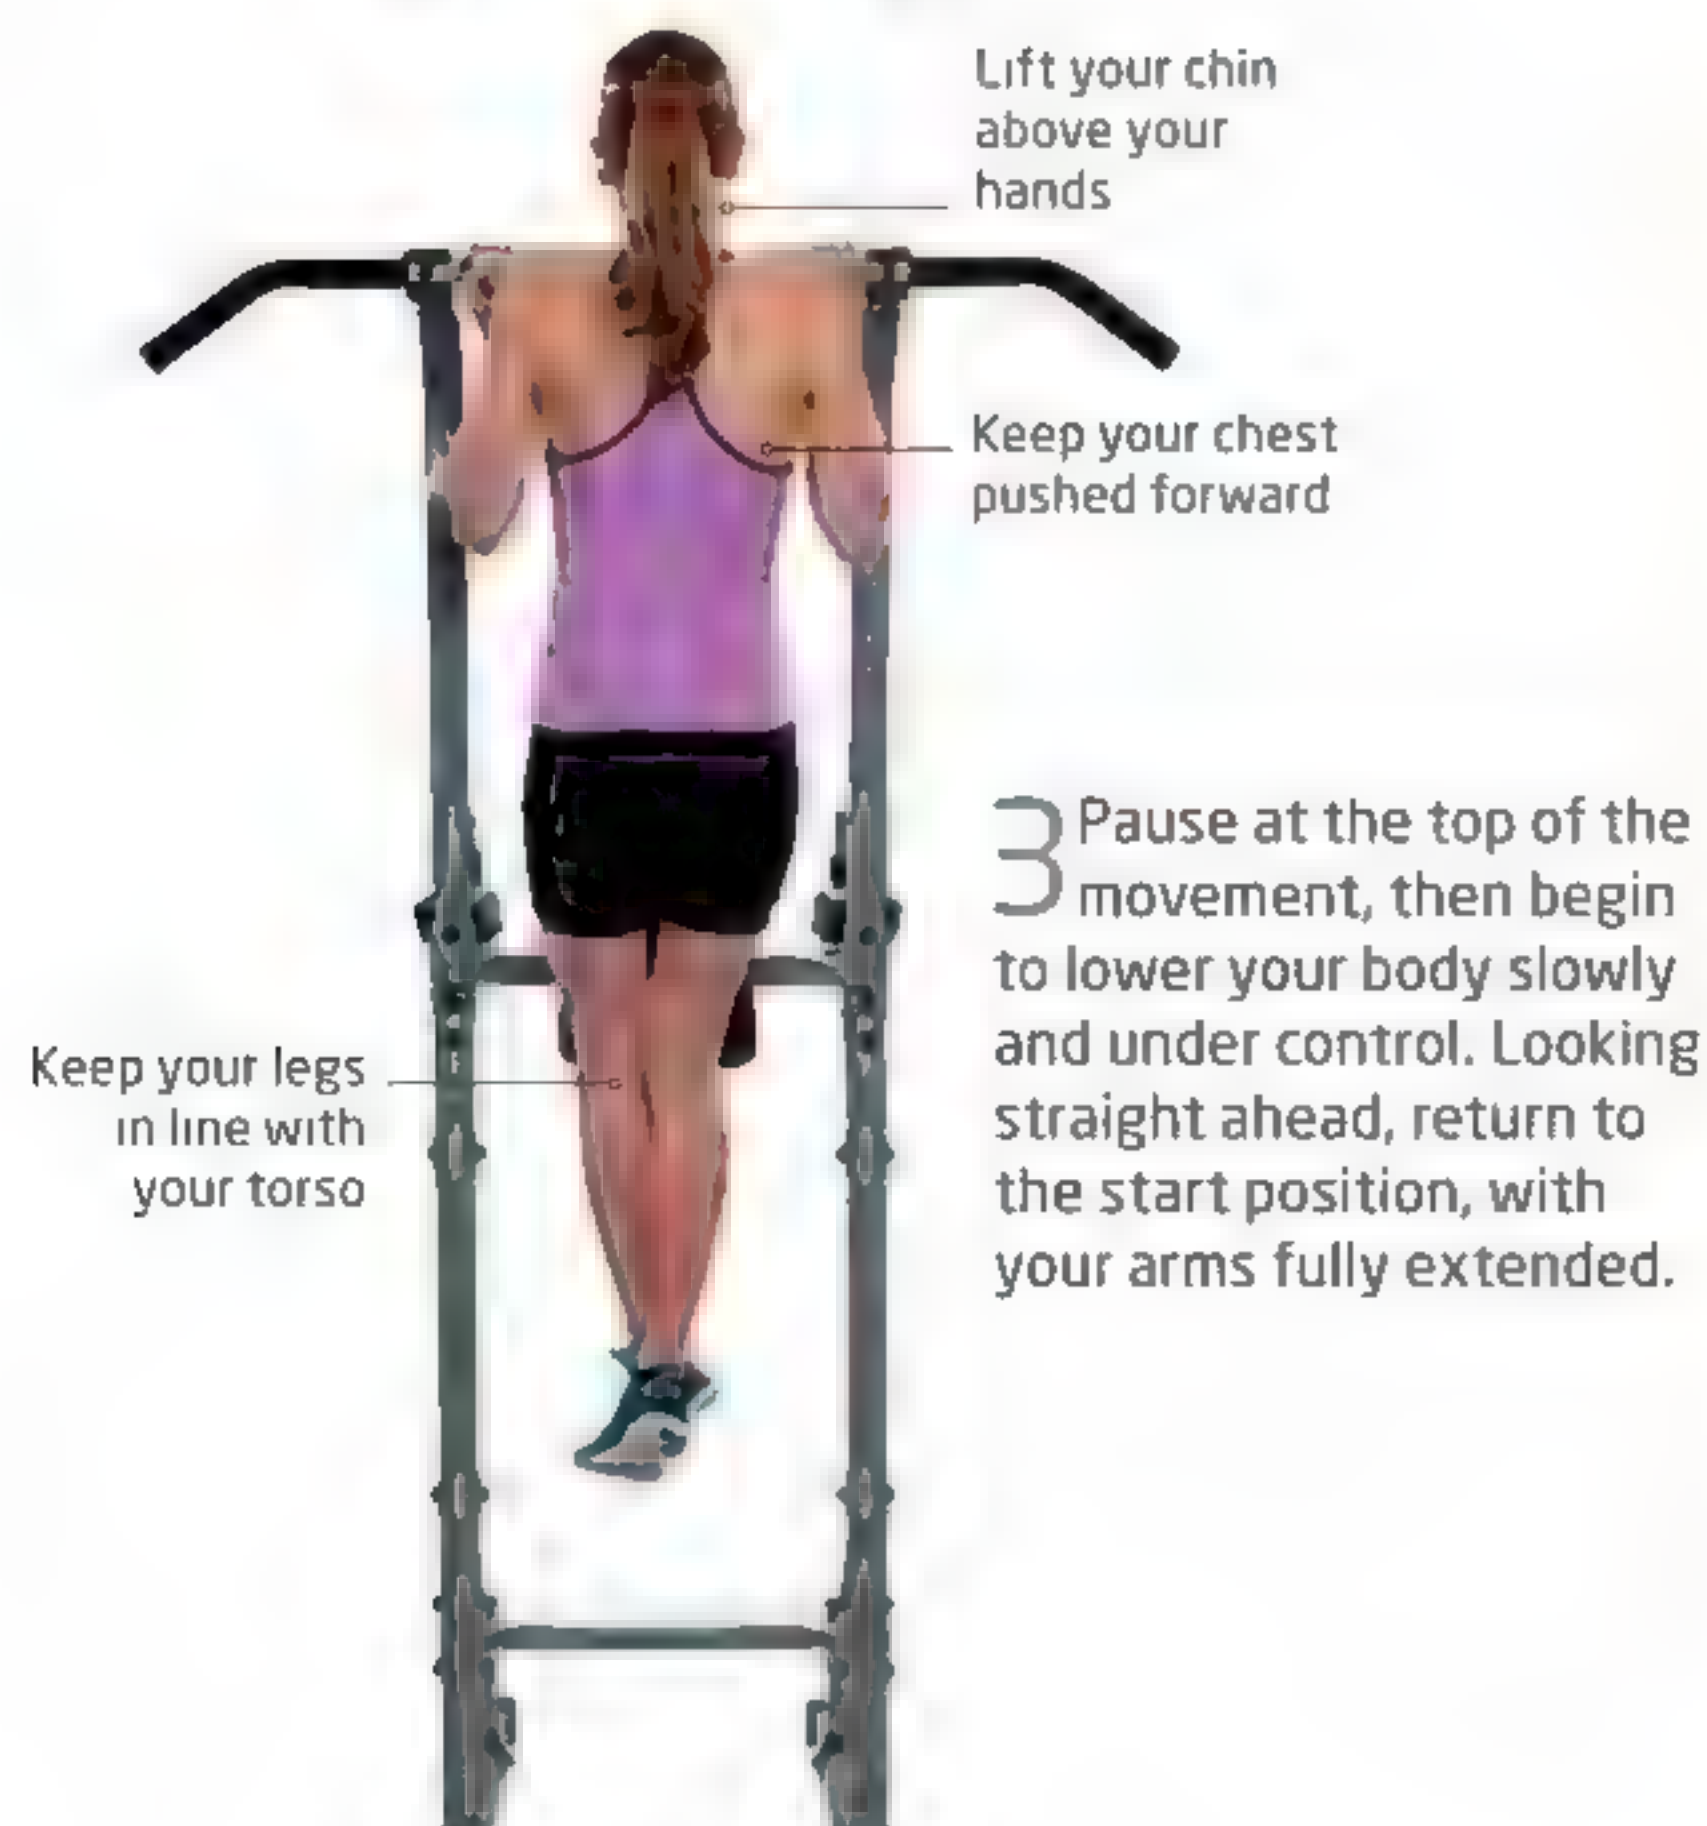 Lift your chin
above your
hands
Keep your chest
pushed forward
Keep your legs
in line with
your torso
3 Pause at the top of the
movement, then begin
to lower your body slowly
and under control. Looking
straight ahead, return to
the start position, with
your arms fully extended.